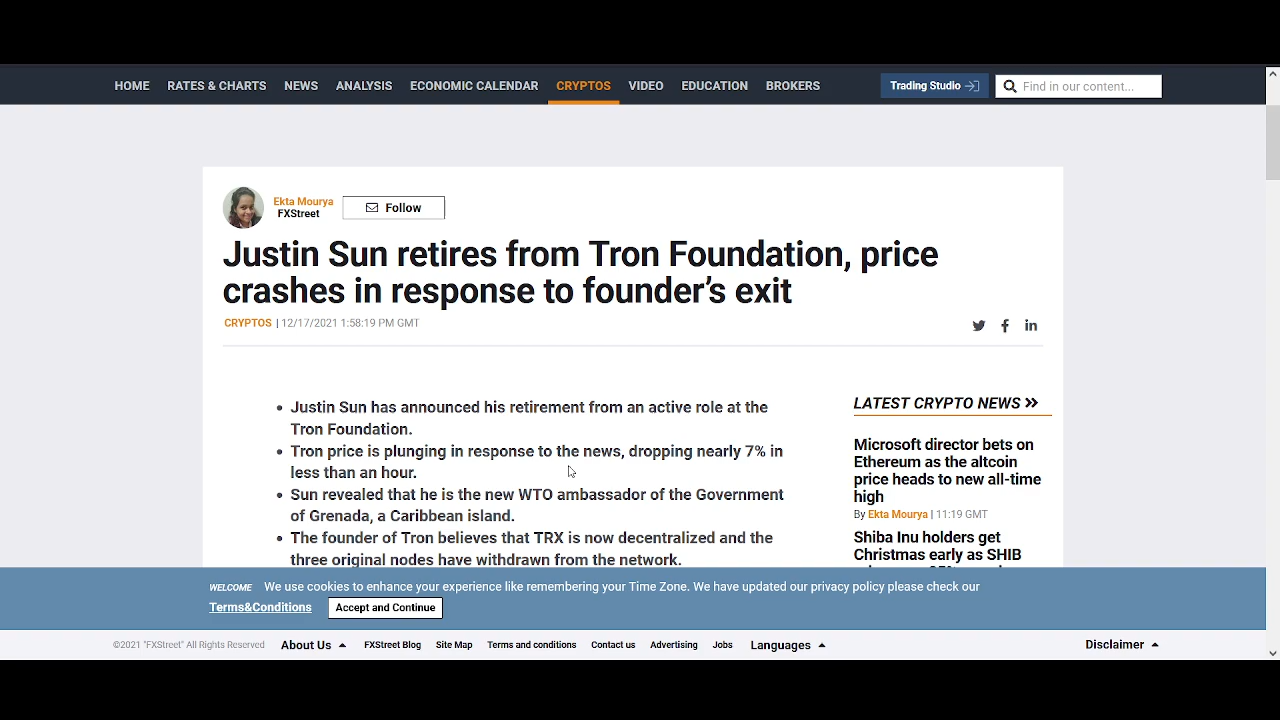 HOME RATES & CHARTS NEWS ANALYSIS ECONOMIC CALENDAR CRYPTOS VIDEO EDUCATION BROKERS Trading Studio Find in our content...
Ekta Mourya
FXStreet
Follow
Justin Sun retires from Tron Foundation, price
crashes in response to founder's exit
CRYPTOS | 12/17/2021 1:58:19 PM GMT
Justin Sun has announced his retirement from an active role at the
Tron Foundation.
Tron price is plunging in response to the news, dropping nearly 7% in
less than an hour.
Sun revealed that he is the new WTO ambassador of the Government
of Grenada, a Caribbean island.
The founder of Tron believes that TRX is now decentralized and the
three original nodes have withdrawn from the network.
LATEST CRYPTO NEWS
Microsoft director bets on
Ethereum as the altcoin
price heads to new all-time
high
By Ekta Mourya | 11:19 GMT
Shiba Inu holders get
Christmas early as SHIB
WELCOME We use cookies to enhance your experience like remembering your Time Zone. We have updated our privacy policy please check our
Terms&Conditions Accept and Continue
©2021 "FXStreet" All Rights Reserved About Us FXStreet Blog Site Map Terms and conditions Contact us Advertising Jobs Languages Disclaimer